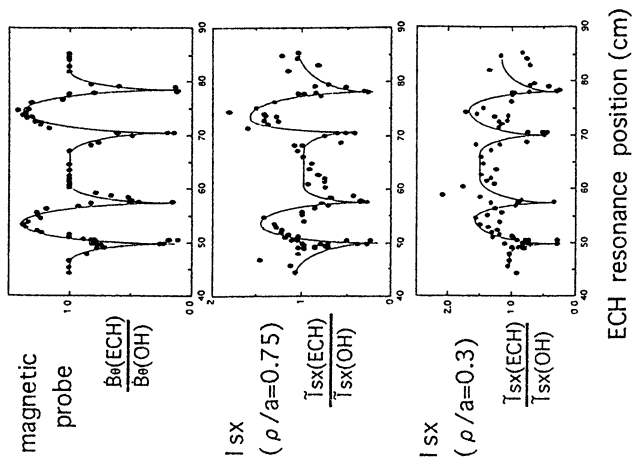 magnetic
probe
B̃θ(ECH)
B̃θ(OH)
1 0
0 0
40 50 60 70 80 90
I sx
( ρ/a=0.75)
Ĩsx(ECH)
Ĩsx(OH)
2
1
0
40 50 60 70 80 90
I sx
( ρ/a=0.3)
Ĩsx(ECH)
Ĩsx(OH)
2.0
1.0
0.0
40 50 60 70 80 90
ECH resonance position (cm)